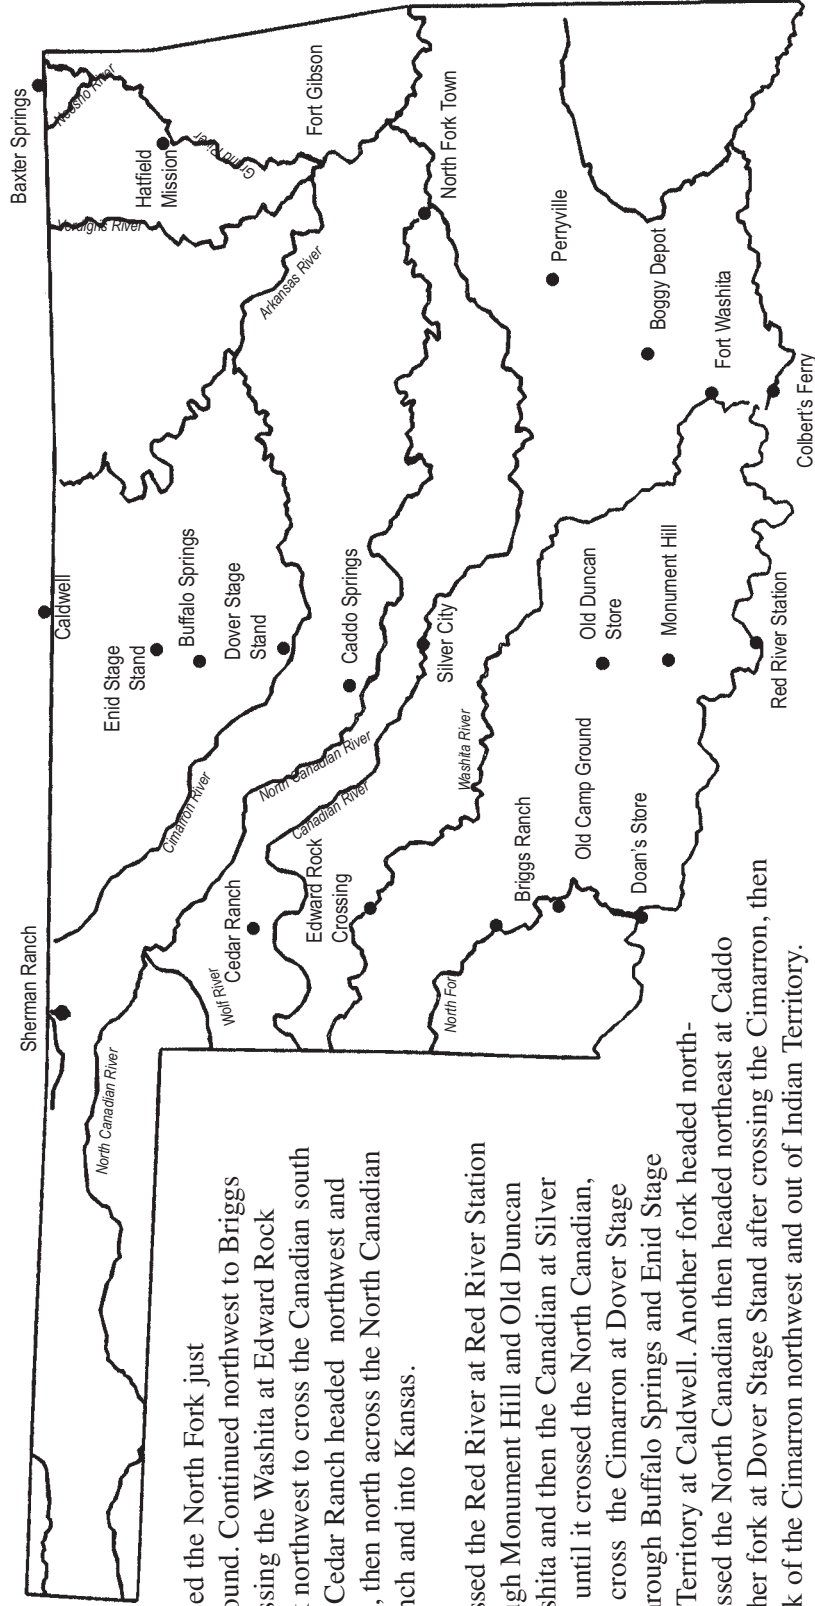 Sherman Ranch
Caldwell
Baxter Springs
Neosho River
Hatfield
Mission
Grand River
Verdigris River
Fort Gibson
Arkansas River
Enid Stage
Stand
Buffalo Springs
Dover Stage
Stand
Cimarron River
North Canadian River
Wolf River
Cedar Ranch
North Canadian River
Canadian River
Caddo Springs
Silver City
North Fork Town
Edward Rock
Crossing
Washita River
North For
Briggs Ranch
Old Camp Ground
Doan's Store
Old Duncan
Store
Monument Hill
Red River Station
Perryville
Boggy Depot
Fort Washita
Colbert's Ferry
ed the North Fork just
ound. Continued northwest to Briggs
ssing the Washita at Edward Rock
northwest to cross the Canadian south
Cedar Ranch headed northwest and
, then north across the North Canadian
nch and into Kansas.
ssed the Red River at Red River Station
gh Monument Hill and Old Duncan
shita and then the Canadian at Silver
until it crossed the North Canadian,
cross the Cimarron at Dover Stage
rough Buffalo Springs and Enid Stage
Territory at Caldwell. Another fork headed north-
ssed the North Canadian then headed northeast at Caddo
her fork at Dover Stage Stand after crossing the Cimarron, then
k of the Cimarron northwest and out of Indian Territory.